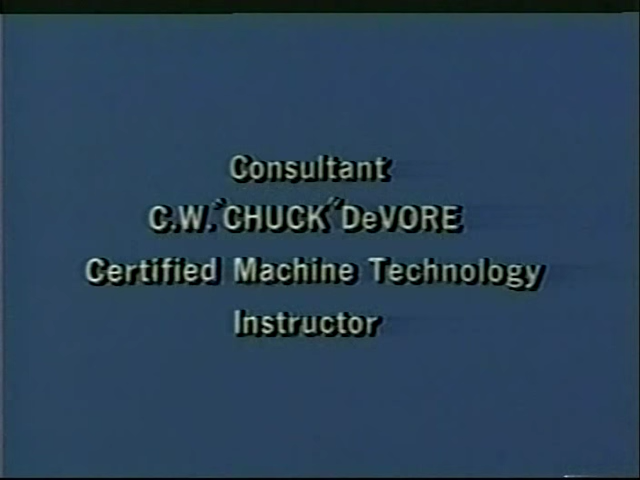 Consultant
C.W. "CHUCK" DeVORE
Certified Machine Technology
Instructor